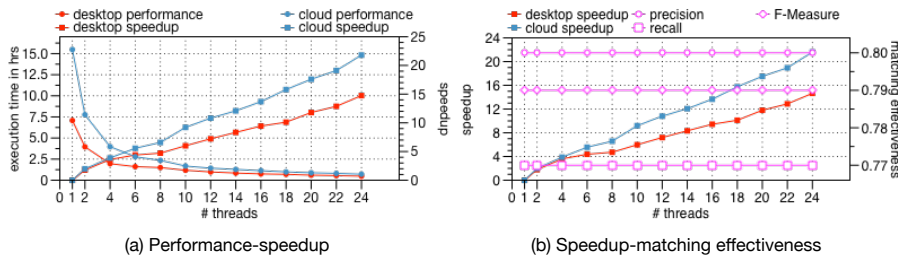 desktop performance
desktop speedup
cloud performance
cloud speedup
execution time in hrs
15.0
12.5
10.0
7.5
5.0
2.5
0
25
20
15
10
5
0
speedup
0 1 2 4 6 8 10 12 14 16 18 20 22 24
# threads
(a) Performance-speedup
desktop speedup
cloud speedup
precision
recall
F-Measure
speedup
24
20
16
12
8
4
0
0.80
0.79
0.78
0.77
matching effectiveness
0 1 2 4 6 8 10 12 14 16 18 20 22 24
# threads
(b) Speedup-matching effectiveness